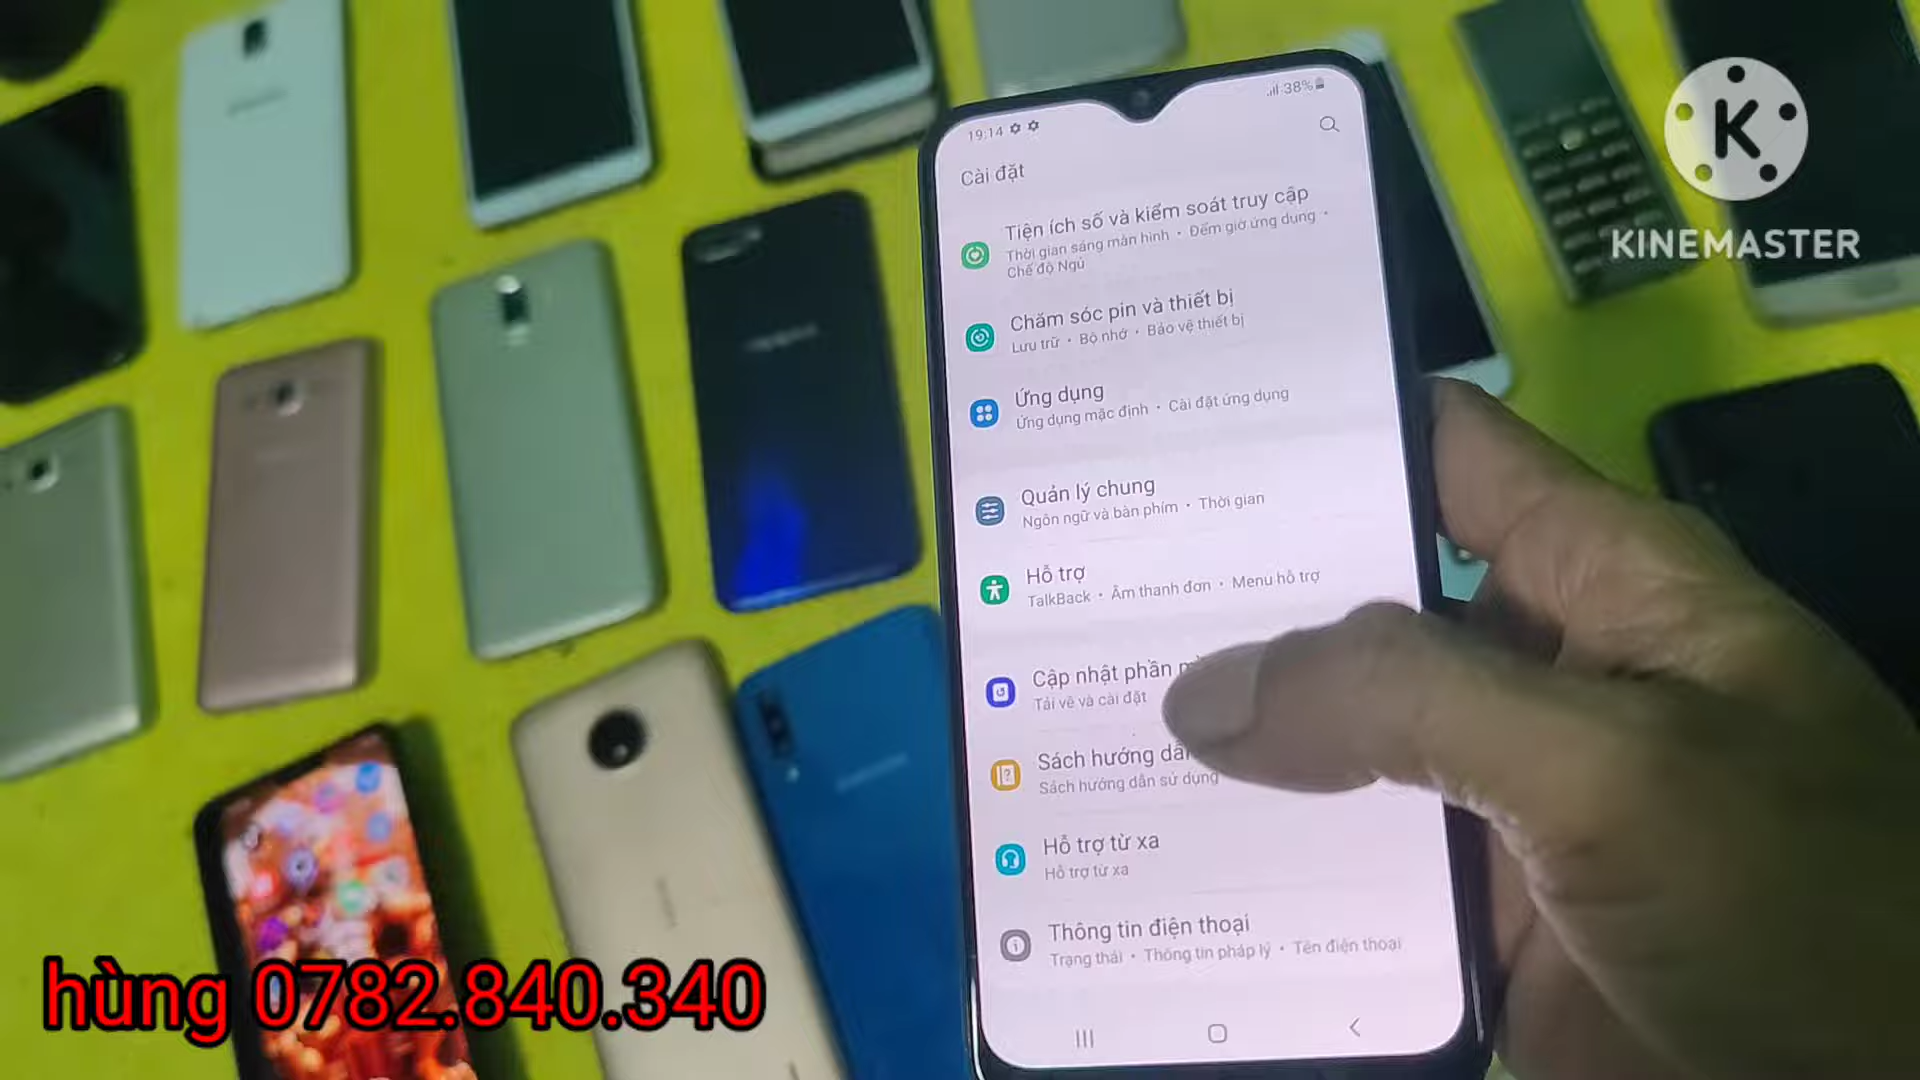 19:14
38%
Cài đặt
Tiện ích số và kiểm soát truy cập
Thời gian sáng màn hình • Đếm giờ ứng dụng •
Chế độ Ngủ
Chăm sóc pin và thiết bị
Lưu trữ • Bộ nhớ • Bảo vệ thiết bị
Ứng dụng
Ứng dụng mặc định • Cài đặt ứng dụng
Quản lý chung
Ngôn ngữ và bàn phím • Thời gian
Hỗ trợ
TalkBack • Âm thanh đơn • Menu hỗ trợ
Cập nhật phần
Tải về và cài đặt
Sách hướng dẫn
Sách hướng dẫn sử dụng
Hỗ trợ từ xa
Hỗ trợ từ xa
Thông tin điện thoại
Trạng thái • Thông tin pháp lý • Tên điện thoại
K
KINEMASTER
hùng 0782.840.340